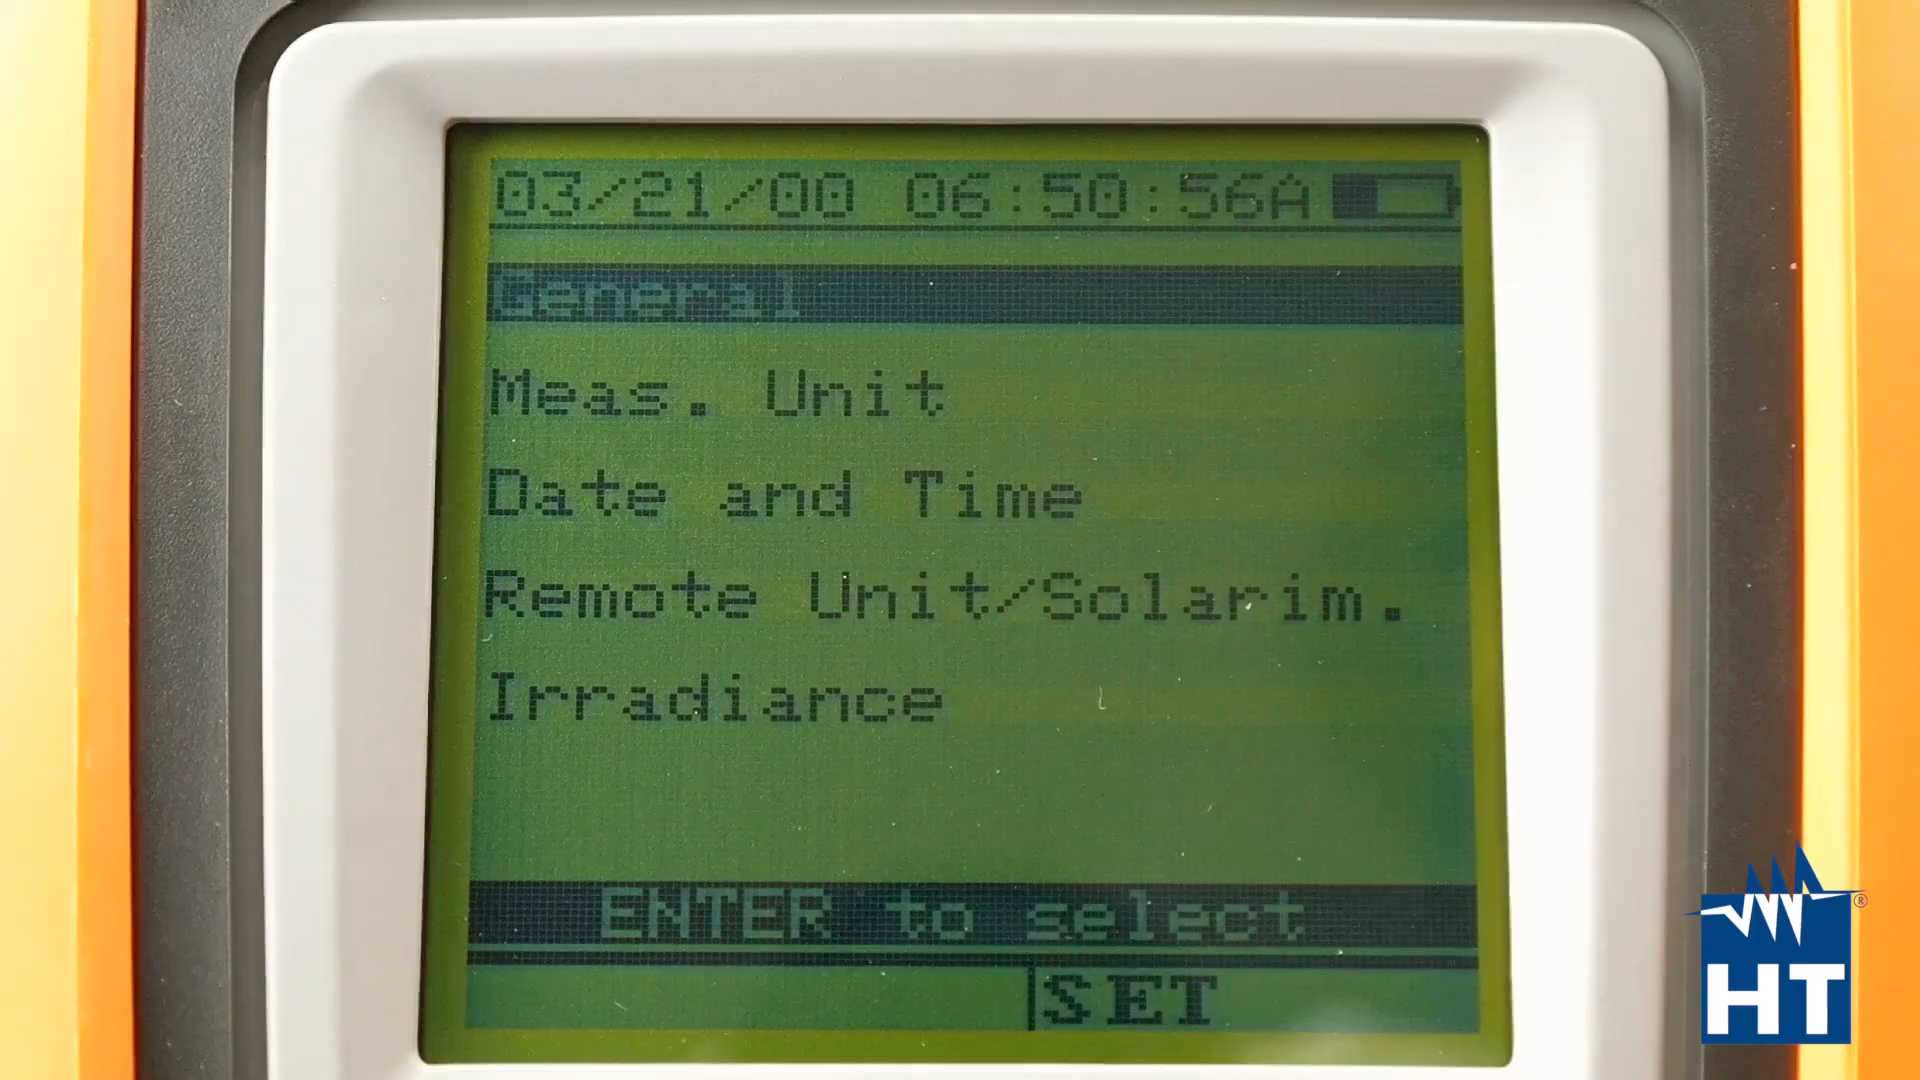 03/21/00 06:50:56A
General
Meas. Unit
Date and Time
Remote Unit/Solarim.
Irradiance
ENTER to select
SET
HT®